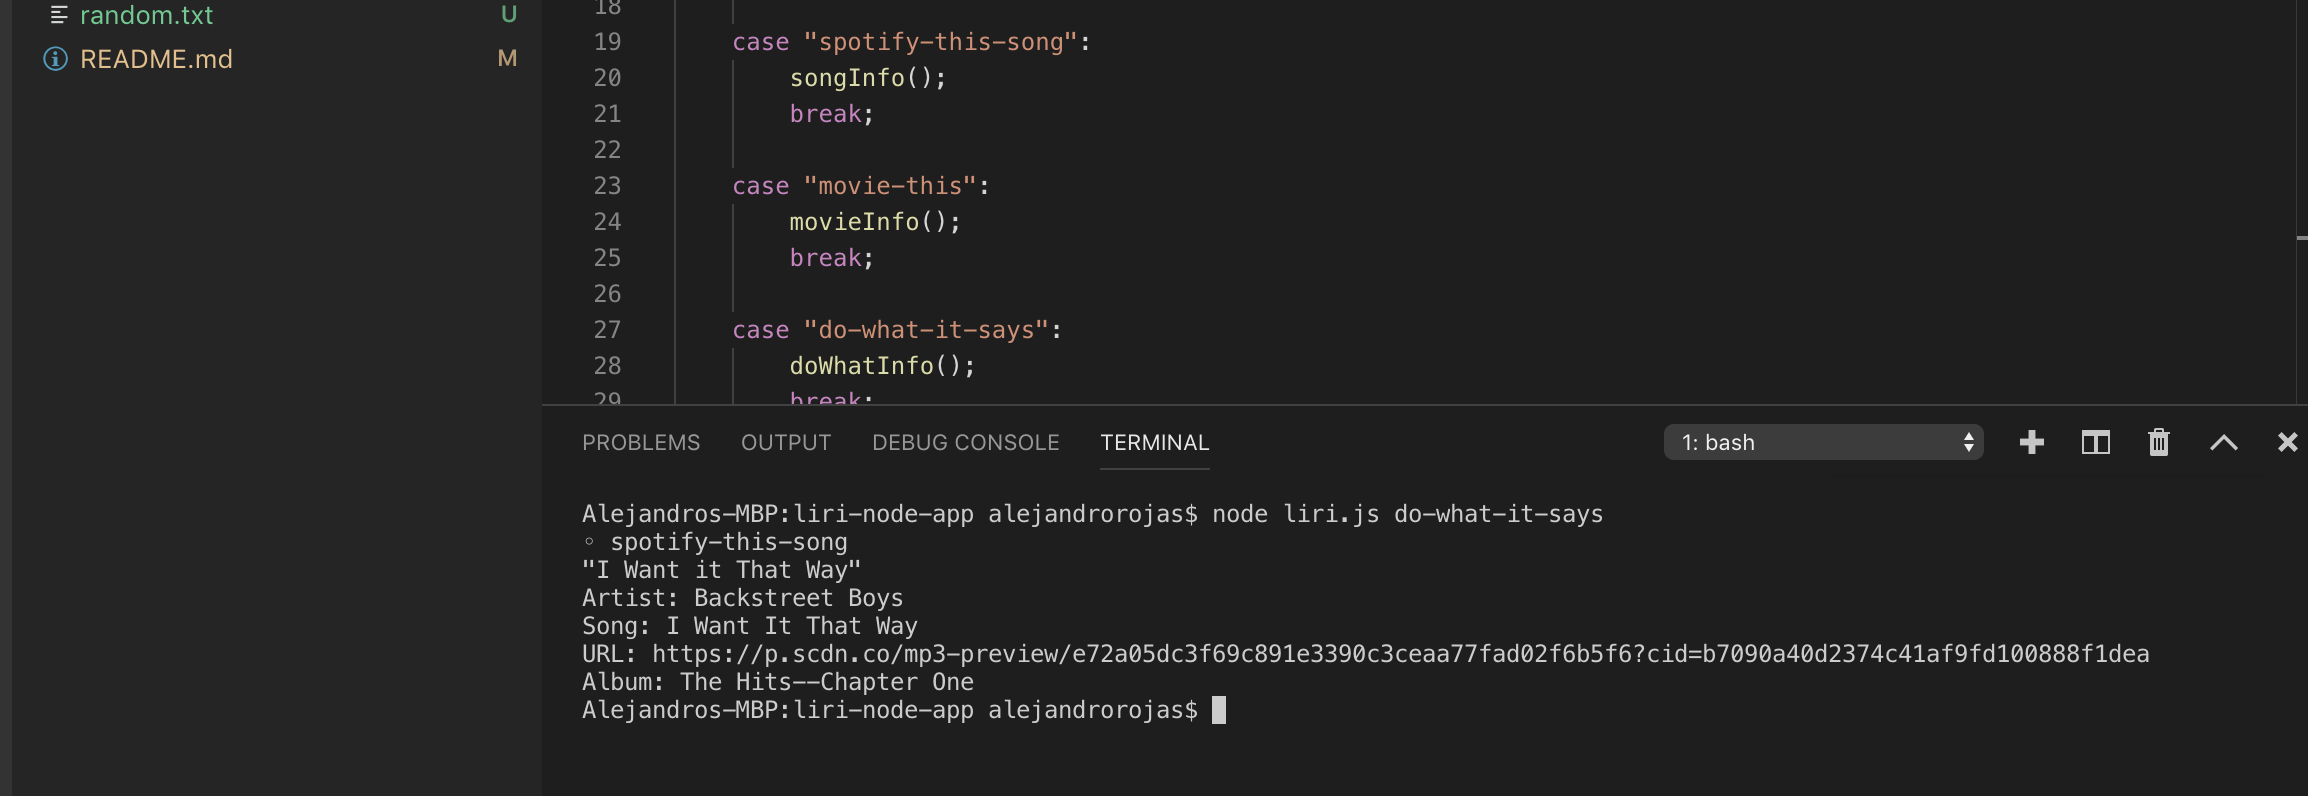 random.txt U
README.md M
18
19 case "spotify-this-song":
20 songInfo();
21 break;
22
23 case "movie-this":
24 movieInfo();
25 break;
26
27 case "do-what-it-says":
28 doWhatInfo();
29 break;
PROBLEMS OUTPUT DEBUG CONSOLE TERMINAL 1: bash
Alejandros-MBP:liri-node-app alejandrorojas$ node liri.js do-what-it-says
◦ spotify-this-song
"I Want it That Way"
Artist: Backstreet Boys
Song: I Want It That Way
URL: https://p.scdn.co/mp3-preview/e72a05dc3f69c891e3390c3ceaa77fad02f6b5f6?cid=b7090a40d2374c41af9fd100888f1dea
Album: The Hits--Chapter One
Alejandros-MBP:liri-node-app alejandrorojas$